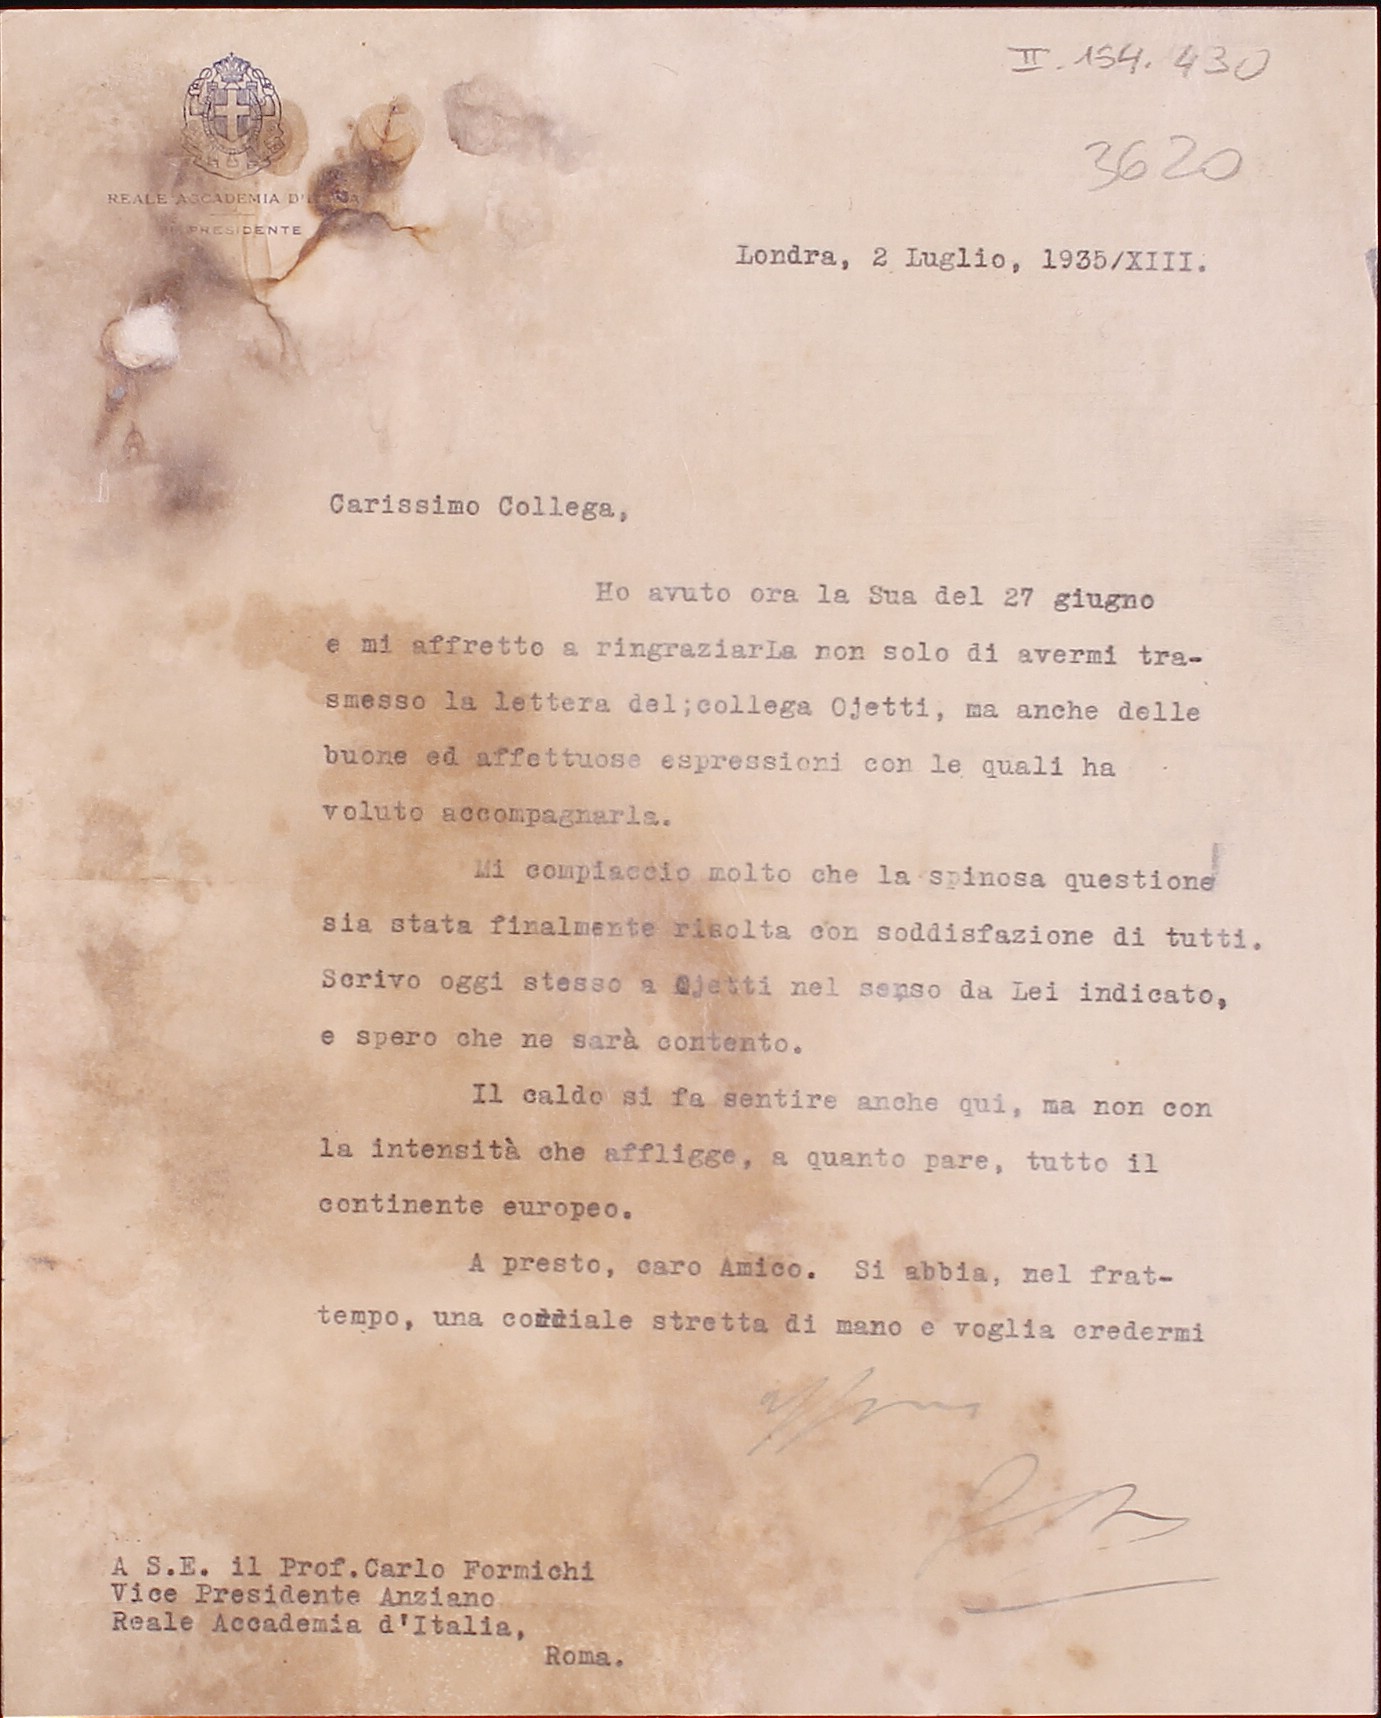 II. 154. 430
3620
REALE ACCADEMIA D'ITALIA
IL PRESIDENTE
Londra, 2 Luglio, 1935/XIII.
Carissimo Collega,
Ho avuto ora la Sua del 27 giugno
e mi affretto a ringraziarLa non solo di avermi tra-
smesso la lettera del;collega Ojetti, ma anche delle
buone ed affettuose espressioni con le quali ha
voluto accompagnarla.
Mi compiaccio molto che la spinosa questione
sia stata finalmente risolta con soddisfazione di tutti.
Scrivo oggi stesso a Ojetti nel senso da Lei indicato,
e spero che ne sarà contento.
Il caldo si fa sentire anche qui, ma non con
la intensità che affligge, a quanto pare, tutto il
continente europeo.
A presto, caro Amico. Si abbia, nel frat-
tempo, una cordiale stretta di mano e voglia credermi
A S.E. il Prof.Carlo Formichi
Vice Presidente Anziano
Reale Accademia d'Italia,
Roma.